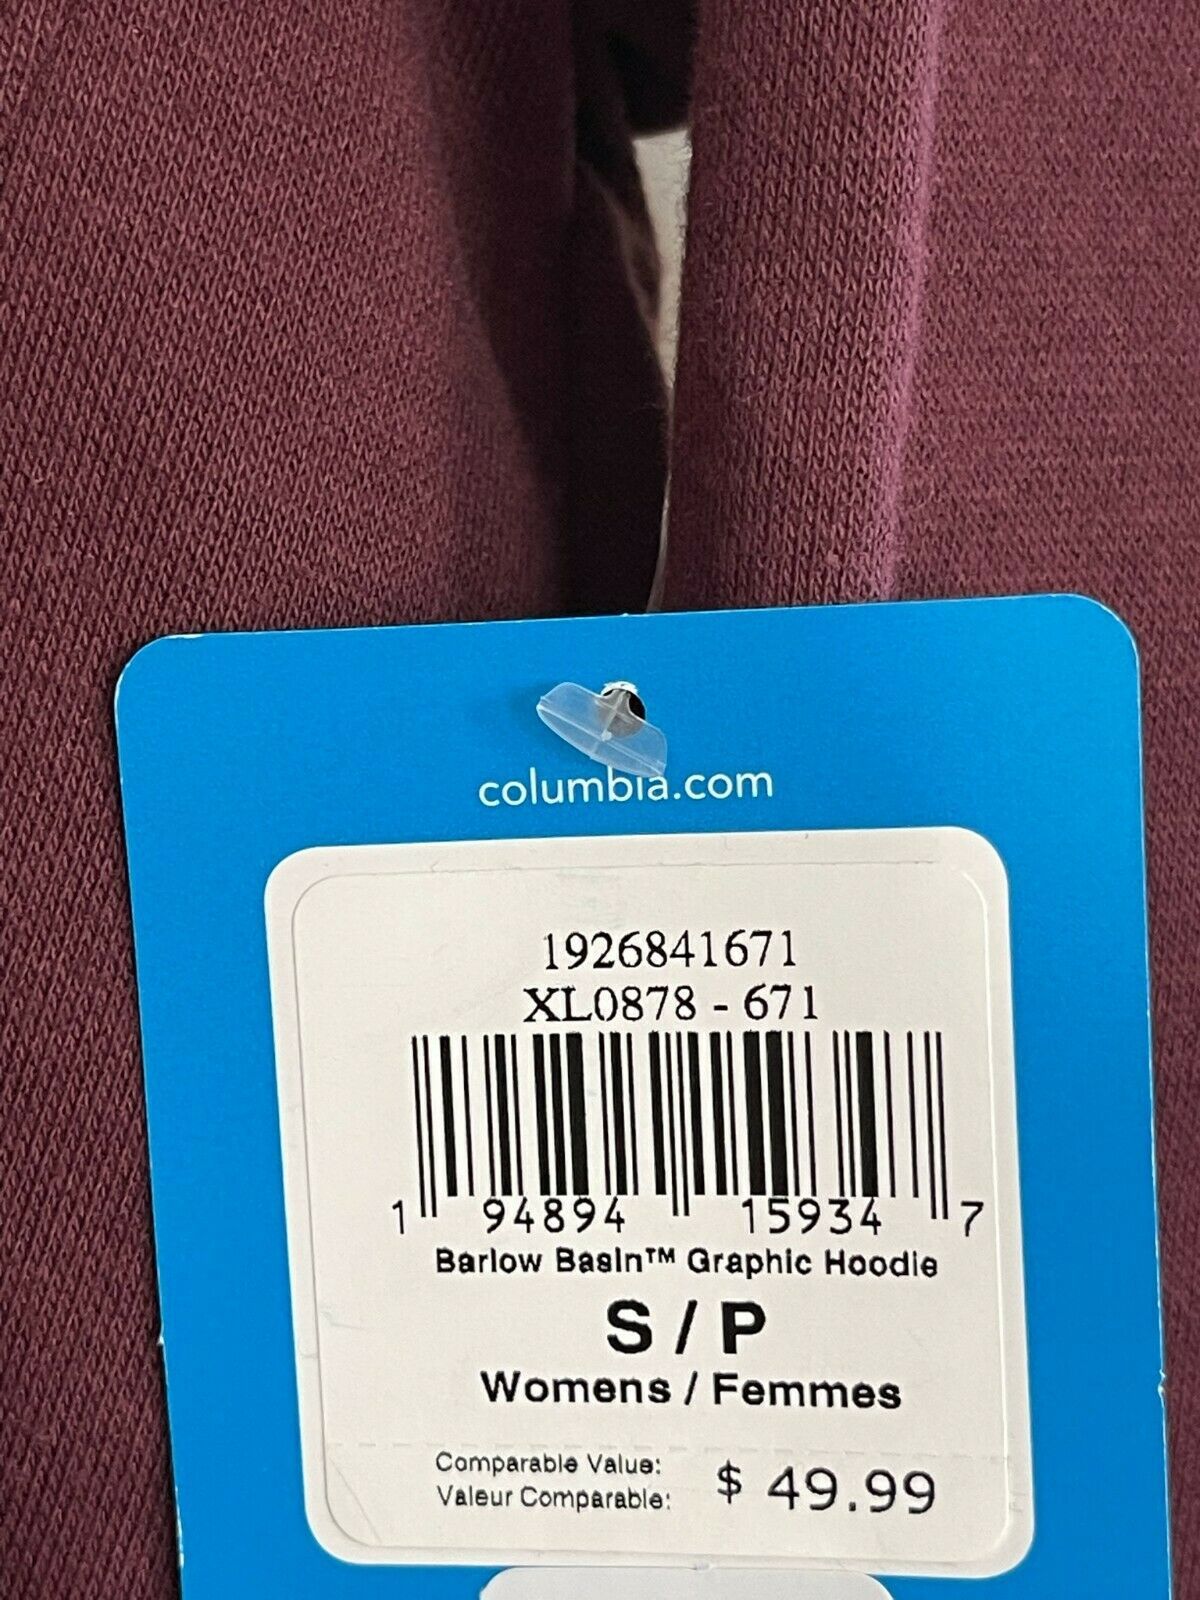 columbia.com
1926841671
XL0878 - 671
1 94894 15934 7
Barlow Basin™ Graphic Hoodie
S / P
Womens / Femmes
Comparable Value:
Valeur Comparable: $ 49.99